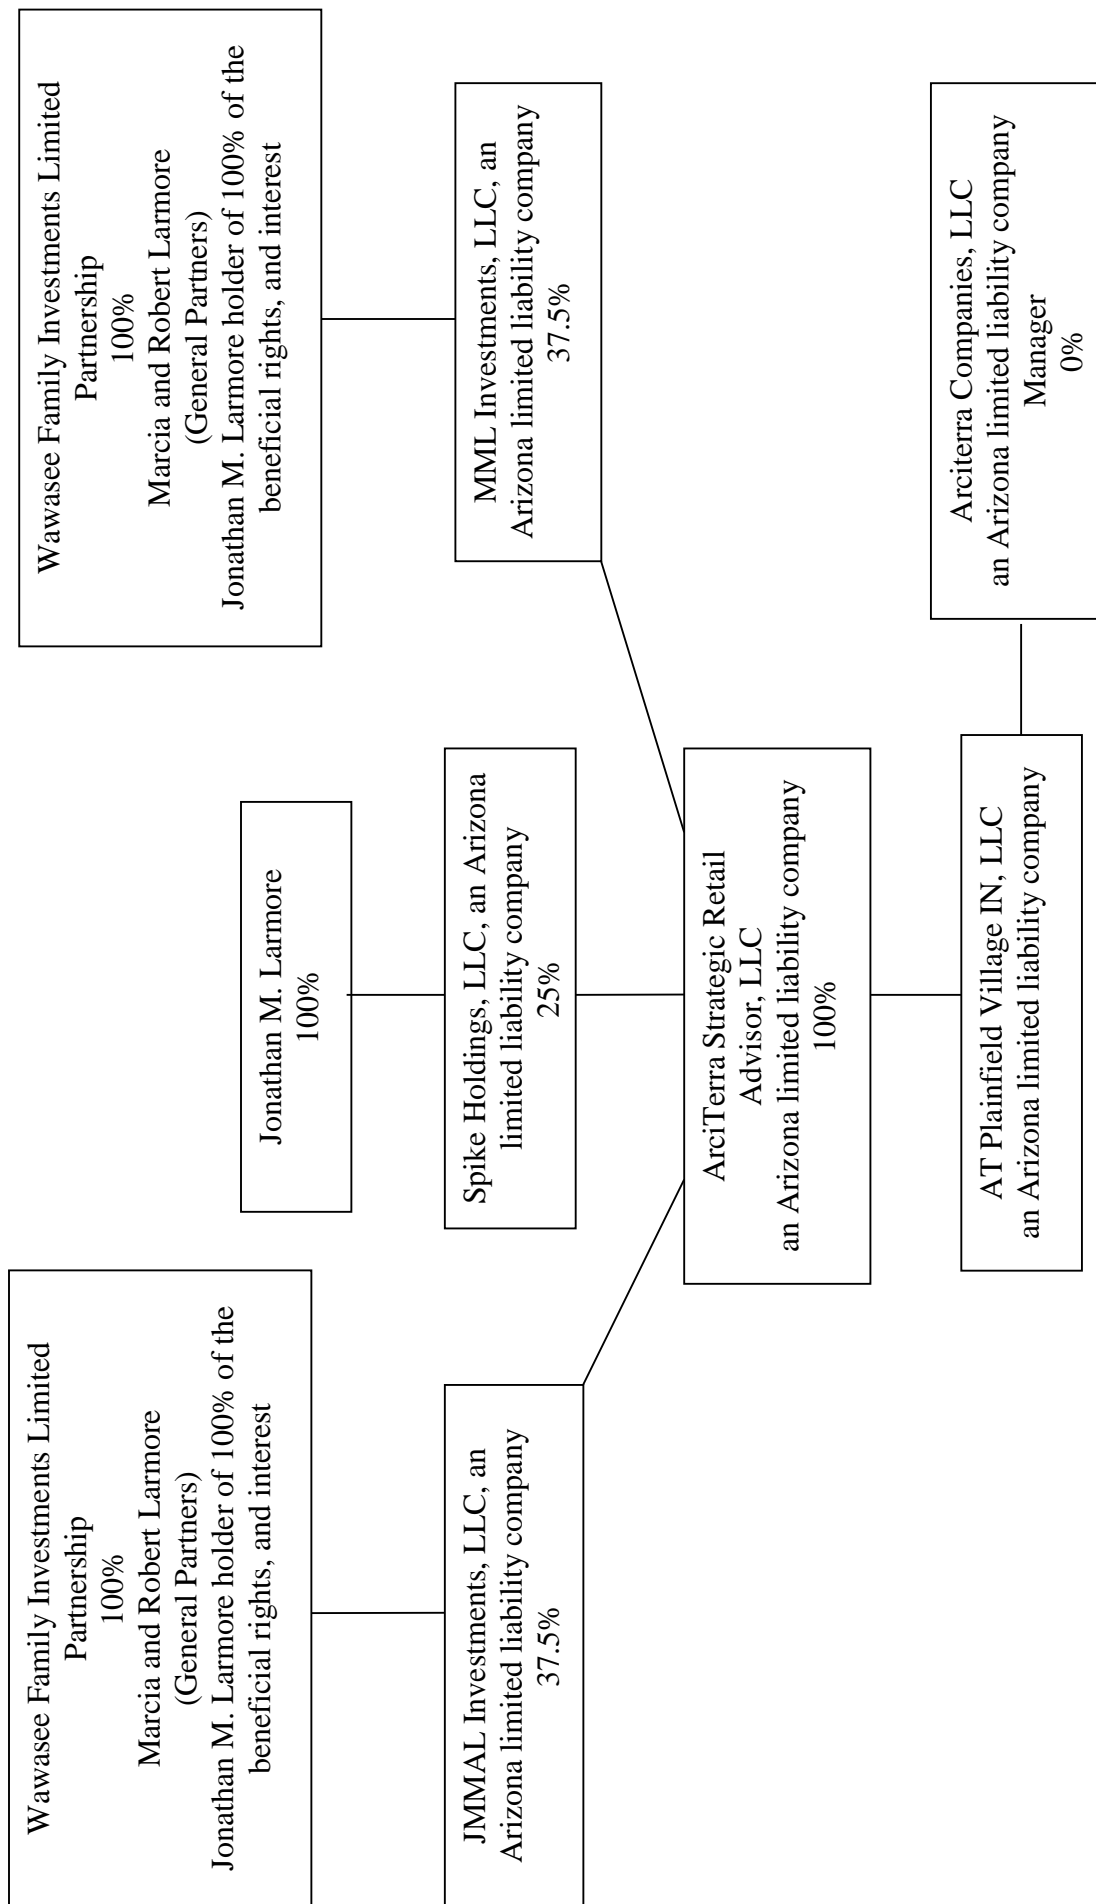 Wawasee Family Investments Limited
Partnership
100%
Marcia and Robert Larmore
(General Partners)
Jonathan M. Larmore holder of 100% of the
beneficial rights, and interest
Jonathan M. Larmore
100%
Wawasee Family Investments Limited
Partnership
100%
Marcia and Robert Larmore
(General Partners)
Jonathan M. Larmore holder of 100% of the
beneficial rights, and interest
JMMAL Investments, LLC, an
Arizona limited liability company
37.5%
Spike Holdings, LLC, an Arizona
limited liability company
25%
MML Investments, LLC, an
Arizona limited liability company
37.5%
ArciTerra Strategic Retail
Advisor, LLC
an Arizona limited liability company
100%
AT Plainfield Village IN, LLC
an Arizona limited liability company
Arciterra Companies, LLC
an Arizona limited liability company
Manager
0%